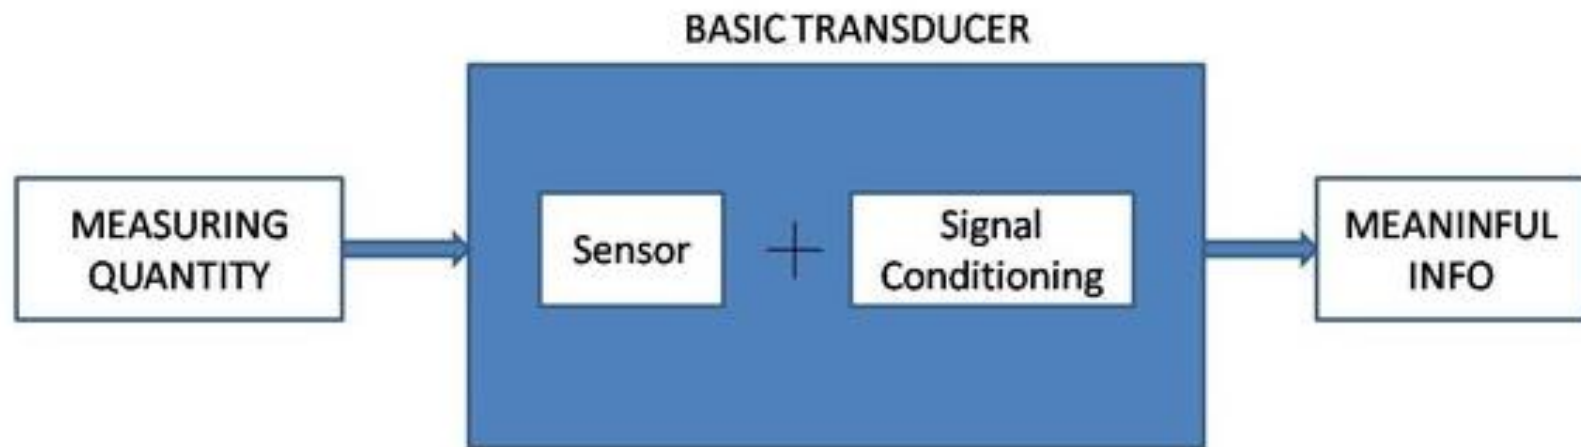 BASIC TRANSDUCER
MEASURING
QUANTITY
Sensor
+
Signal
Conditioning
MEANINFUL
INFO